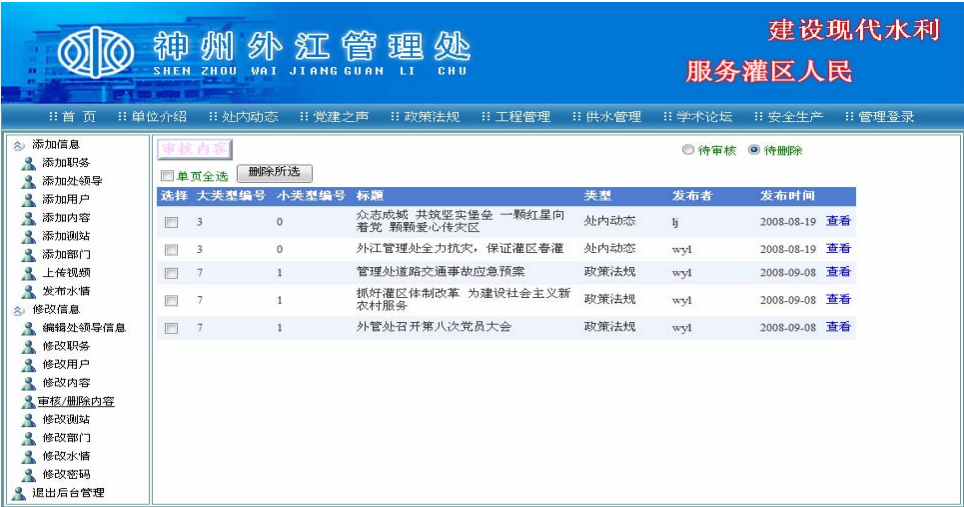 神州外江管理处
SHEN ZHOU WAI JIANG GUAN LI CHU
建设现代水利
服务灌区人民
首 页 单位介绍 处内动态 党建之声 政策法规 工程管理 供水管理 学术论坛 安全生产 管理登录
添加信息
添加职务
添加处领导
添加用户
添加内容
添加测站
添加部门
上传视频
发布水情
修改信息
编辑处领导信息
修改职务
修改用户
修改内容
审核/删除内容
修改测站
修改部门
修改水情
修改密码
退出后台管理
审核内容
待审核 待删除
单页全选 删除所选
选择 大类型编号 小类型编号 标题 类型 发布者 发布时间
3 0 众志成城 共筑坚实堡垒 一颗红星向着党 颗颗爱心传灾区 处内动态 lj 2008-08-19 查看
3 0 外江管理处全力抗灾，保证灌区春灌 处内动态 wyl 2008-08-19 查看
7 1 管理处道路交通事故应急预案 政策法规 wyl 2008-09-08 查看
7 1 抓好灌区体制改革 为建设社会主义新农村服务 政策法规 wyl 2008-09-08 查看
7 1 外管处召开第八次党员大会 政策法规 wyl 2008-09-08 查看